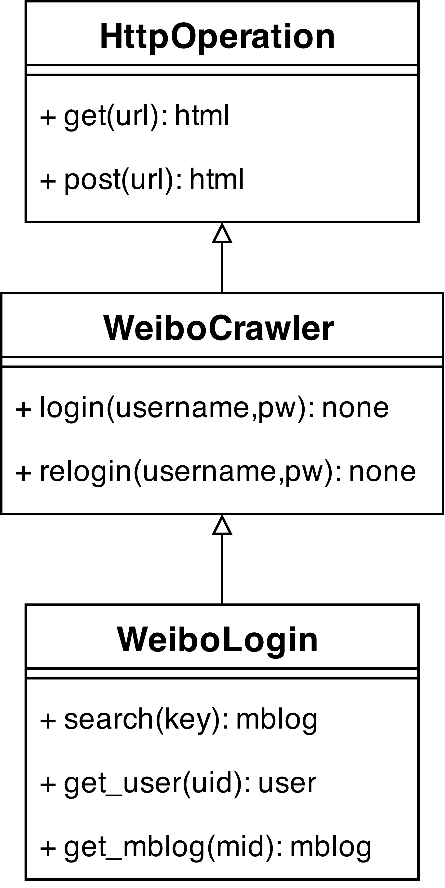 HttpOperation
+ get(url): html
+ post(url): html
WeiboCrawler
+ login(username,pw): none
+ relogin(username,pw): none
WeiboLogin
+ search(key): mblog
+ get_user(uid): user
+ get_mblog(mid): mblog